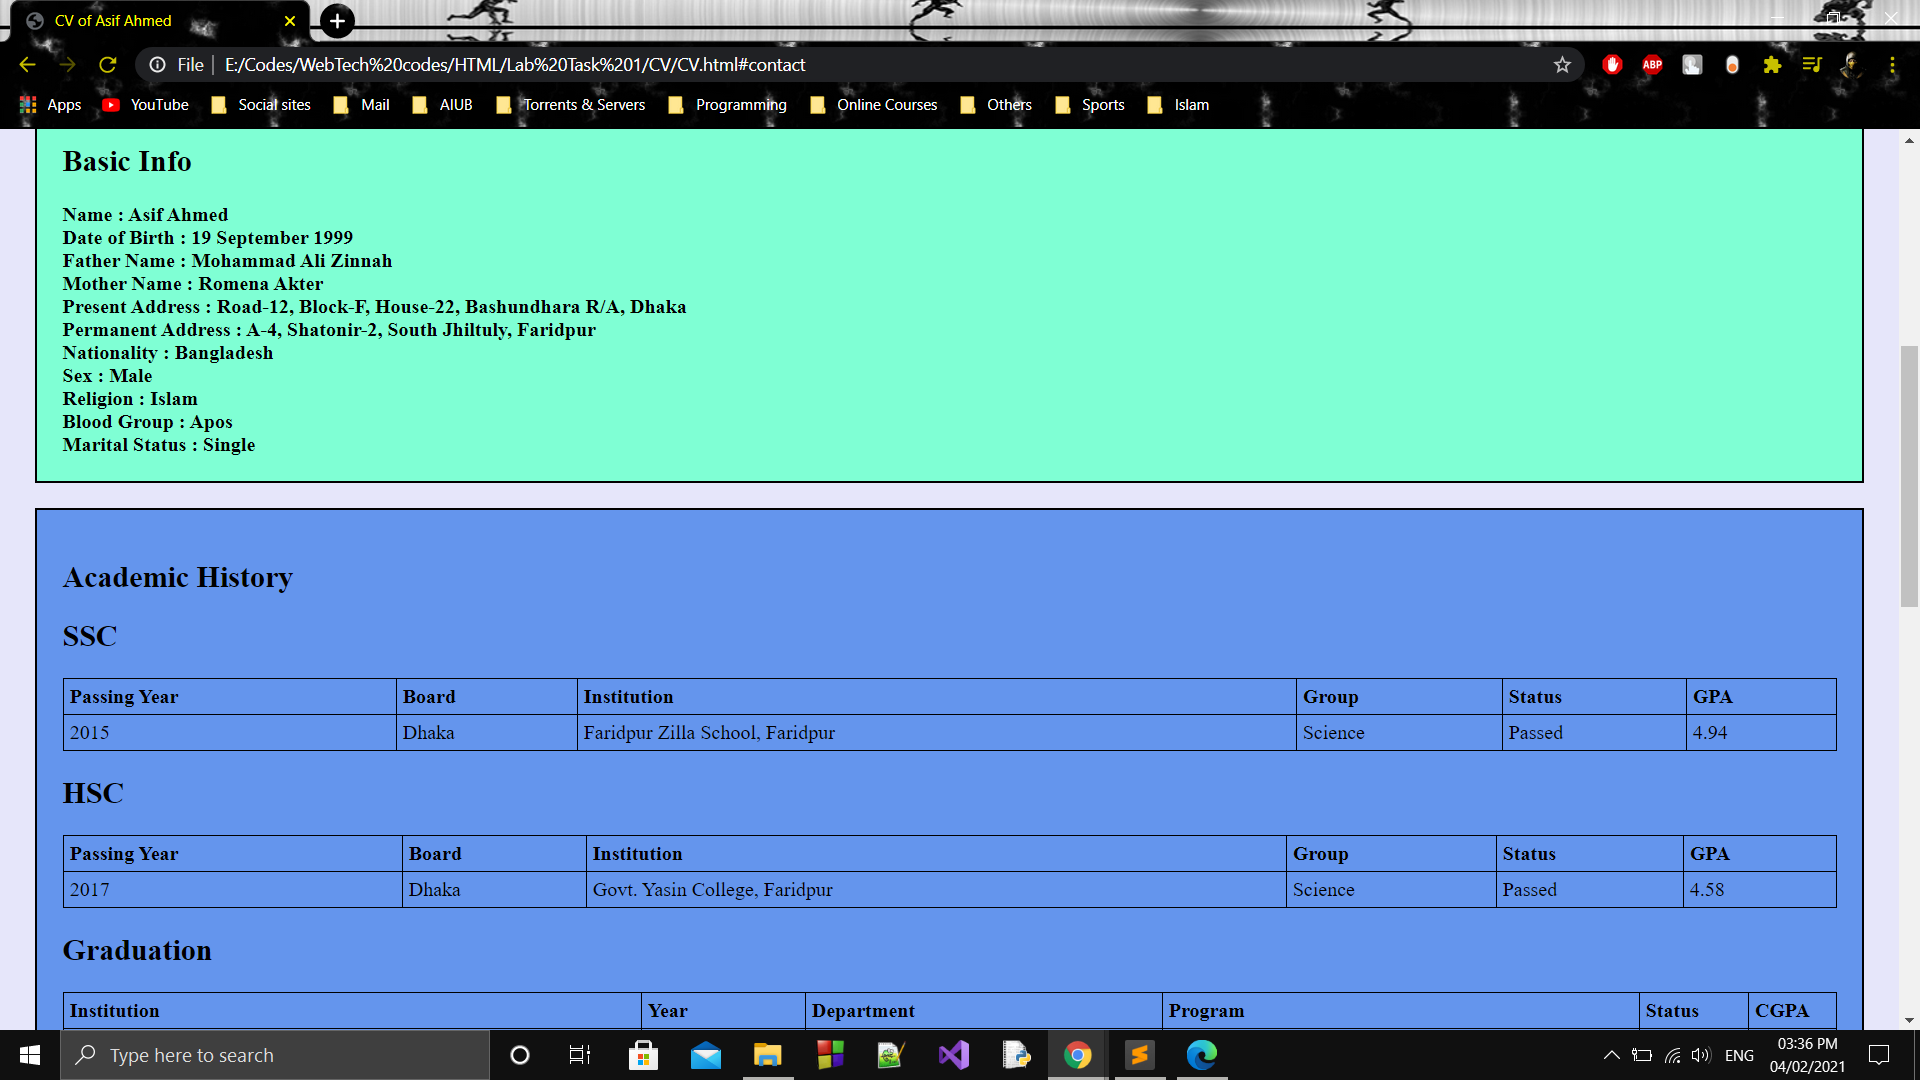 CV of Asif Ahmed
File | E:/Codes/WebTech%20codes/HTML/Lab%20Task%201/CV/CV.html#contact
ABP
Apps YouTube Social sites Mail AIUB Torrents & Servers Programming Online Courses Others Sports Islam
Basic Info
Name : Asif Ahmed
Date of Birth : 19 September 1999
Father Name : Mohammad Ali Zinnah
Mother Name : Romena Akter
Present Address : Road-12, Block-F, House-22, Bashundhara R/A, Dhaka
Permanent Address : A-4, Shatonir-2, South Jhiltuly, Faridpur
Nationality : Bangladesh
Sex : Male
Religion : Islam
Blood Group : Apos
Marital Status : Single
Academic History
SSC
Passing Year Board Institution Group Status GPA
2015 Dhaka Faridpur Zilla School, Faridpur Science Passed 4.94
HSC
Passing Year Board Institution Group Status GPA
2017 Dhaka Govt. Yasin College, Faridpur Science Passed 4.58
Graduation
Institution Year Department Program Status CGPA
Type here to search
ENG
03:36 PM
04/02/2021